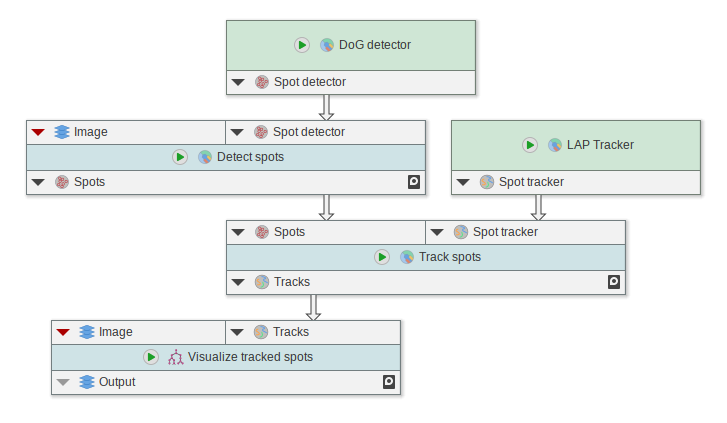 DoG detector
Spot detector
Image
Spot detector
Detect spots
Spots
LAP Tracker
Spot tracker
Spots
Spot tracker
Track spots
Tracks
Image
Tracks
Visualize tracked spots
Output